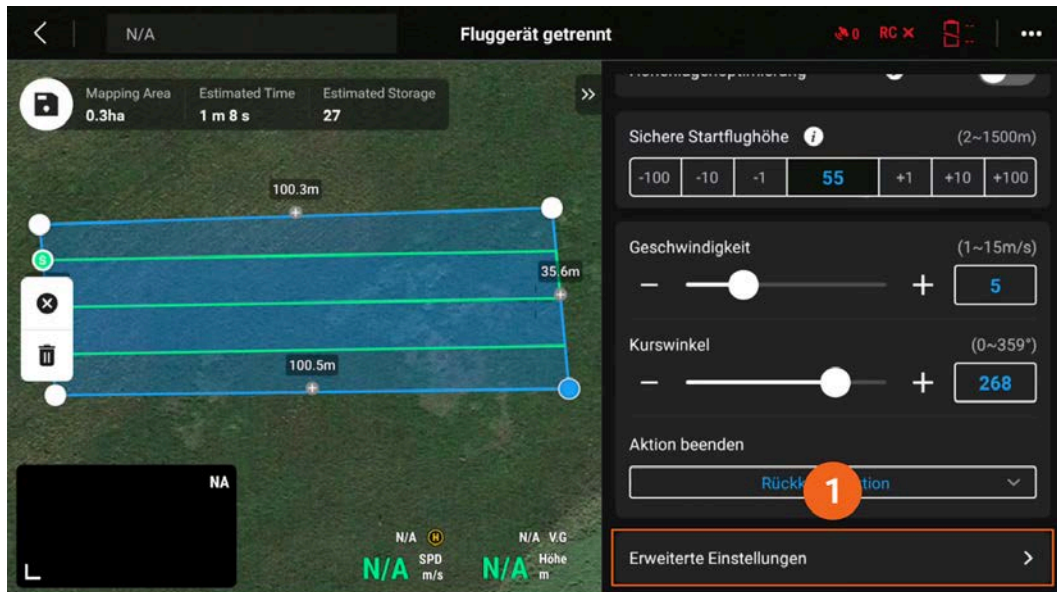 N/A
Fluggerät getrennt
0 RC
Mapping Area Estimated Time Estimated Storage
0.3ha 1 m 8 s 27
100.3m
S
35.6m
100.5m
NA
N/A H N/A V.G
N/A SPD m/s N/A Höhe m
Sichere Startflughöhe i (2~1500m)
-100 -10 -1 55 +1 +10 +100
Geschwindigkeit (1~15m/s)
5
Kurswinkel (0~359°)
268
Aktion beenden
1
Erweiterte Einstellungen